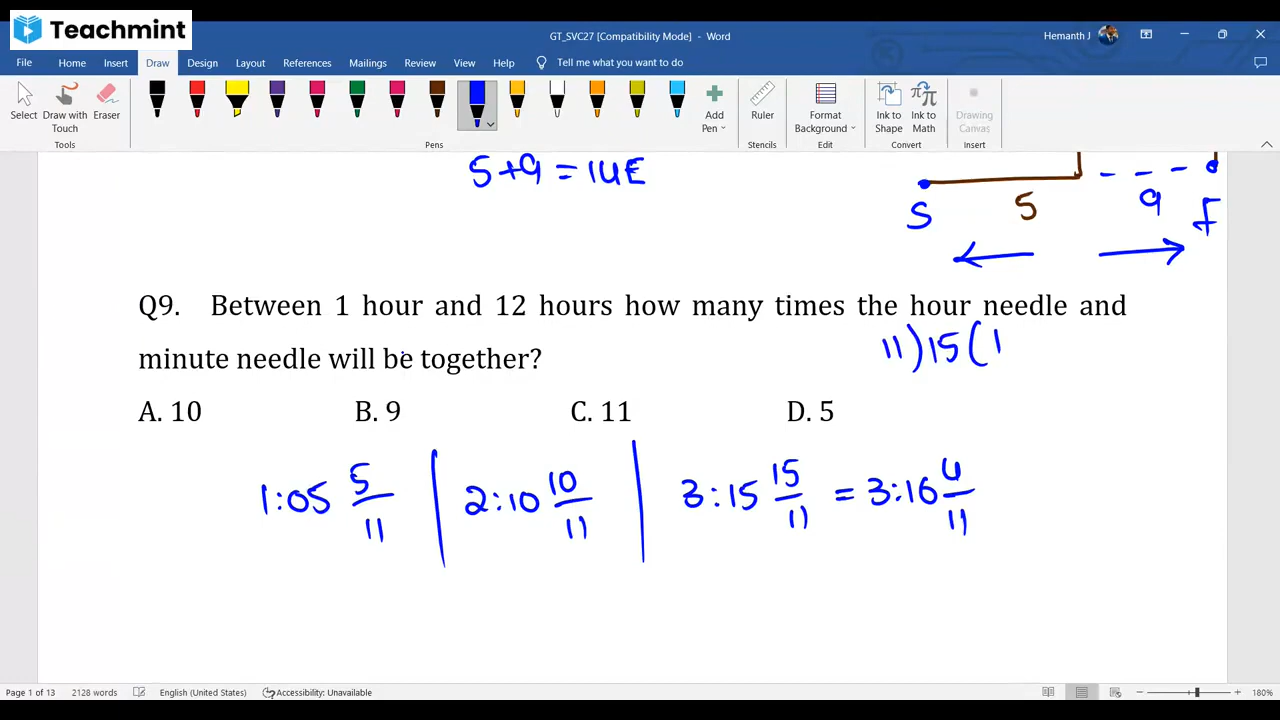 Teachmint
GT_SVC27 [Compatibility Mode] - Word
Hemanth J
File Home Insert Draw Design Layout References Mailings Review View Help Tell me what you want to do
Select Draw with Touch Eraser Add Pen Ruler Format Background Ink to Shape Ink to Math Drawing Canvas
Tools Pens Stencils Edit Convert Insert
5+9 = 14E
5 9
S F
Q9. Between 1 hour and 12 hours how many times the hour needle and
11)15(1
minute needle will be together?
A. 10 B. 9 C. 11 D. 5
1:05 5/11 | 2:10 10/11 | 3:15 15/11 = 3:16 4/11
Page 1 of 13 2128 words English (United States) Accessibility: Unavailable 180%